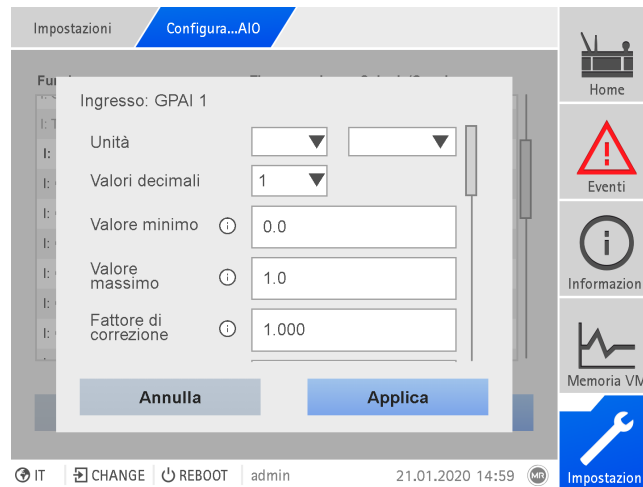 Impostazioni
Configura...AIO
Home
Ingresso: GPAI 1
Unità
Valori decimali
1
Eventi
Valore minimo
0.0
Valore massimo
1.0
Informazion
Fattore di correzione
1.000
Memoria VM
Annulla
Applica
IT
CHANGE
REBOOT
admin
21.01.2020 14:59
MR
Impostazion